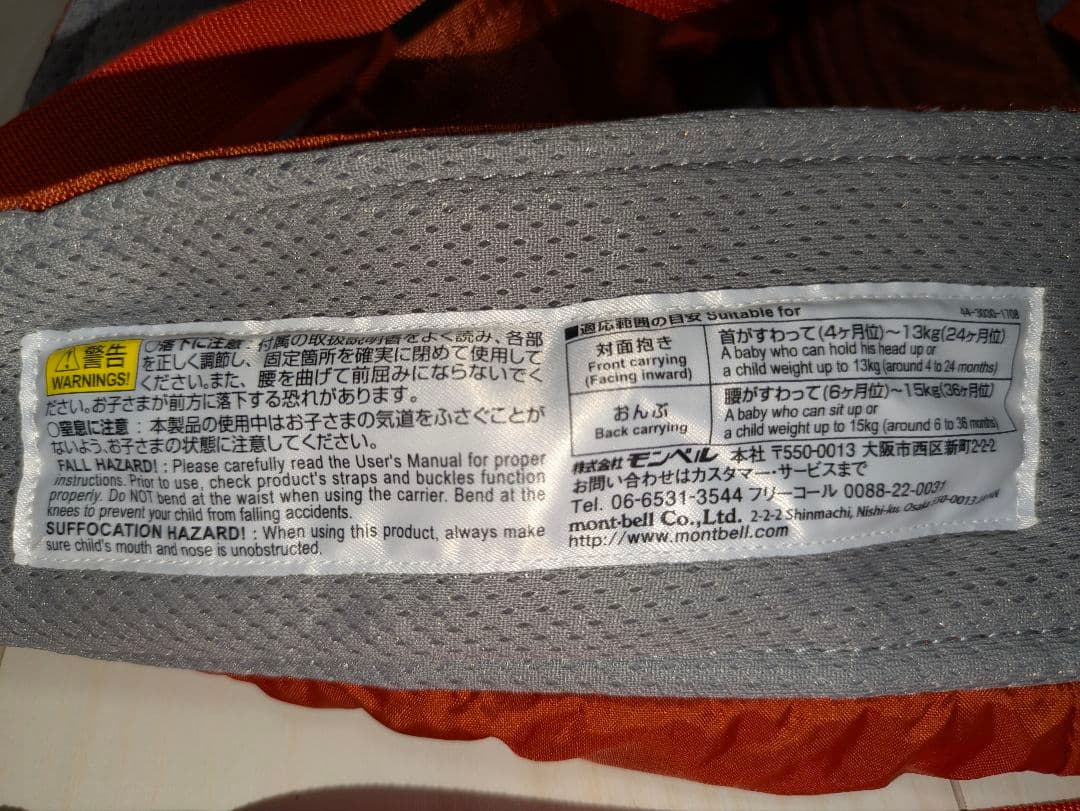 警告
WARNINGS!
○落下に注意：付属の取扱説明書をよく読み、各部
を正しく調節し、固定箇所を確実に閉めて使用して
ください。また、腰を曲げて前屈みにならないでく
ださい。お子さまが前方に落下する恐れがあります。
○窒息に注意：本製品の使用中はお子さまの気道をふさぐことが
ないよう、お子さまの状態に注意してください。
FALL HAZARD! : Please carefully read the User's Manual for proper
instructions. Prior to use, check product's straps and buckles function
properly. Do NOT bend at the waist when using the carrier. Bend at the
knees to prevent your child from falling accidents.
SUFFOCATION HAZARD! : When using this product, always make
sure child's mouth and nose is unobstructed.
■適応範囲の目安 Suitable for
44-3000-1708
対面抱き
Front carrying
(Facing inward)
首がすわって(4ヶ月位)～13kg(24ヶ月位)
A baby who can hold his head up or
a child weight up to 13kg (around 4 to 24 months)
おんぶ
Back carrying
腰がすわって(6ヶ月位)～15kg(36ヶ月位)
A baby who can sit up or
a child weight up to 15kg (around 6 to 36 months)
株式会社 モンベル 本社 〒550-0013 大阪市西区新町2-2-2
お問い合わせはカスタマー・サービスまで
Tel. 06-6531-3544 フリーコール 0088-22-0031
mont-bell Co.,Ltd. 2-2-2 Shinmachi, Nishi-ku, Osaka 550-0013 JAPAN
http://www.montbell.com